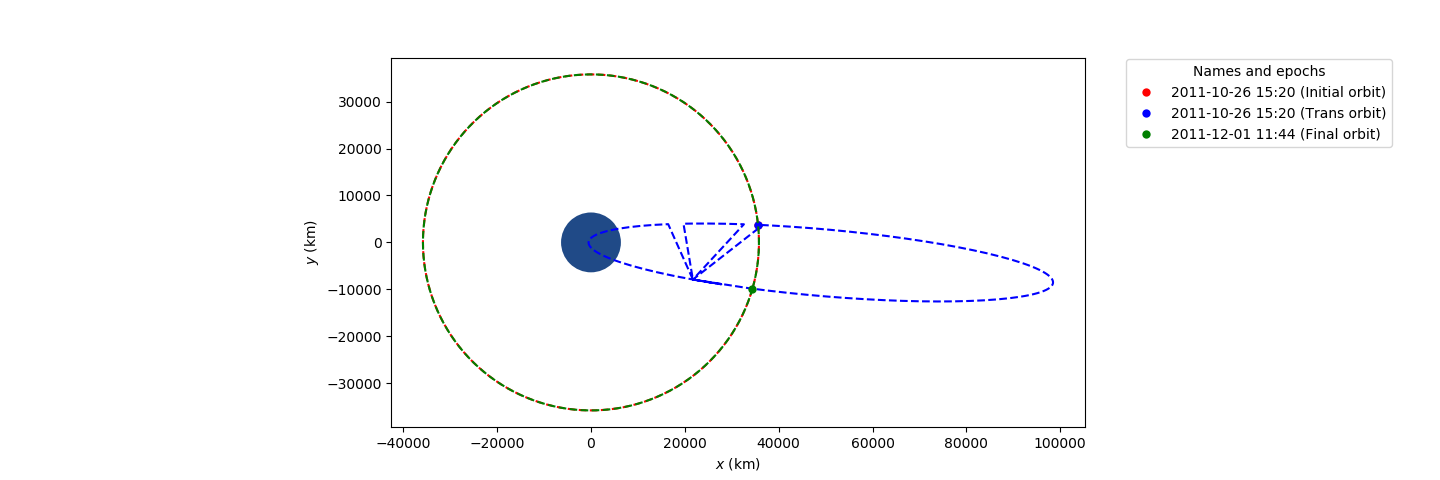 Names and epochs
2011-10-26 15:20 (Initial orbit)
2011-10-26 15:20 (Trans orbit)
2011-12-01 11:44 (Final orbit)
y (km)
30000
20000
10000
0
−10000
−20000
−30000
−40000 −20000 0 20000 40000 60000 80000 100000
x (km)